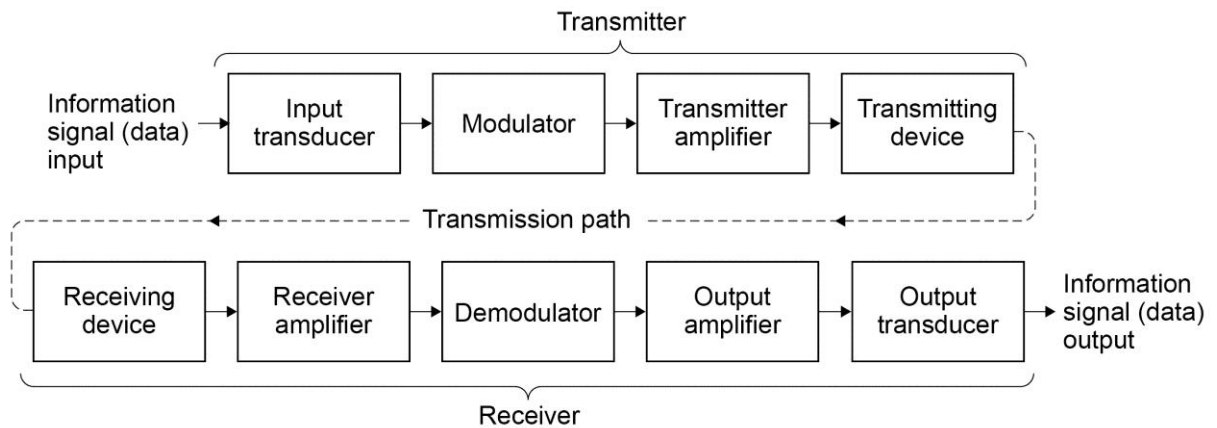 Transmitter
Information
signal (data)
input
Input
transducer
Modulator
Transmitter
amplifier
Transmitting
device
Transmission path
Receiving
device
Receiver
amplifier
Demodulator
Output
amplifier
Output
transducer
Information
signal (data)
output
Receiver